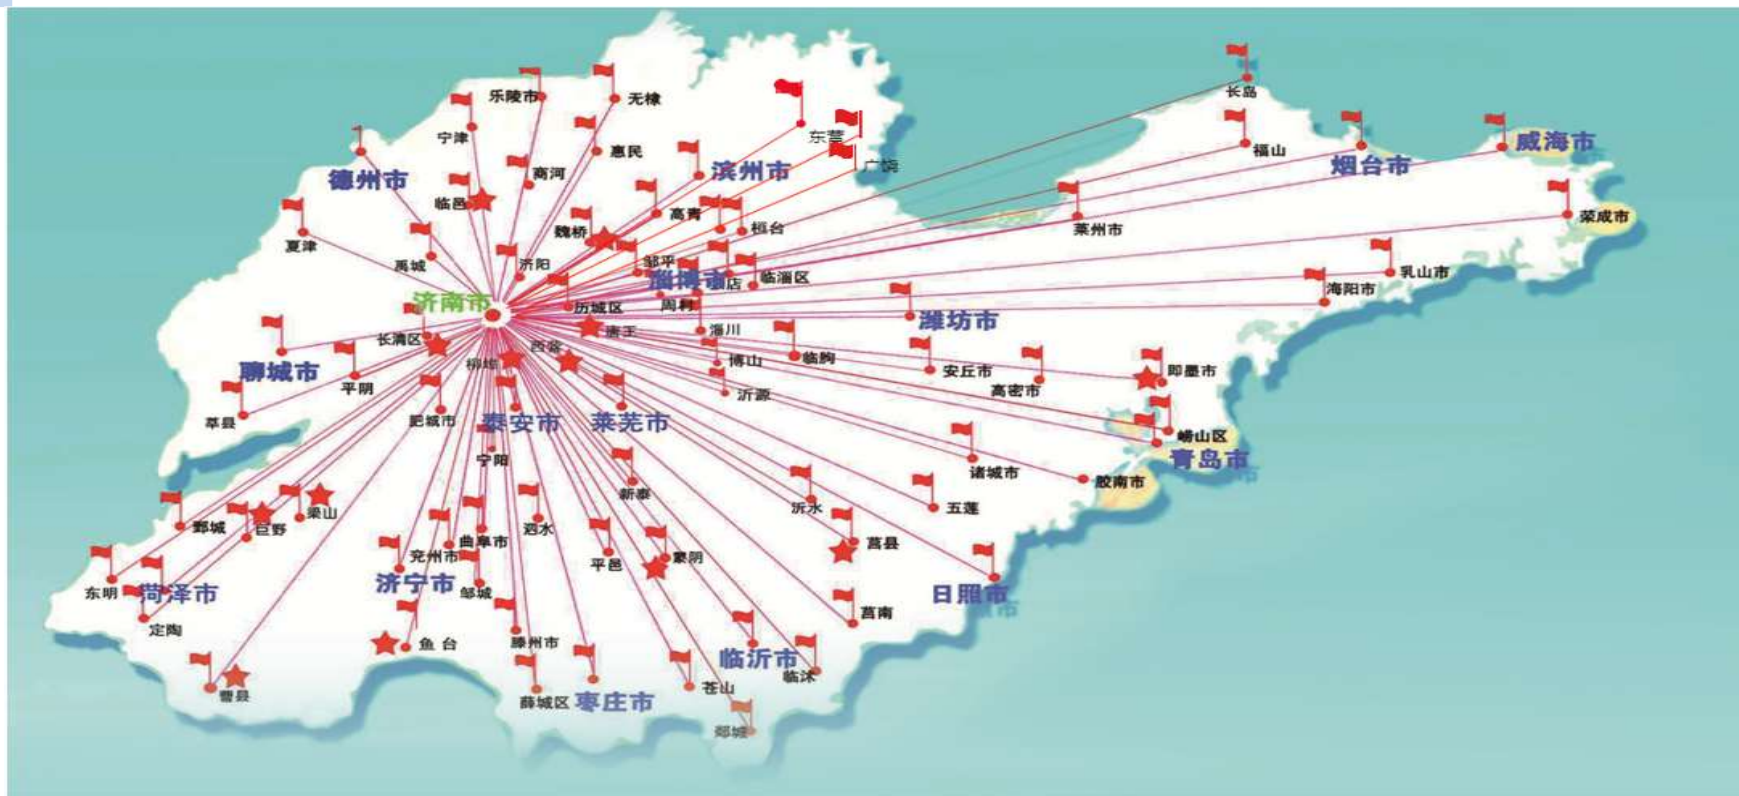 长岛
乐陵市
无棣
宁津
东营
惠民
福山
威海市
烟台市
广饶
德州市
商河
滨州市
临邑
高青
桓台
莱州市
荣成市
夏津
魏桥
禹城
济阳
邹平
淄博市
店
临淄区
乳山市
海阳市
济南市
历城区
周村
唐王
淄川
潍坊市
长清区
西营
柳埠
博山
临朐
安丘市
高密市
即墨市
聊城市
平阴
沂源
莘县
肥城市
泰安市
莱芜市
崂山区
青岛市
宁阳
诸城市
胶南市
新泰
沂水
五莲
鄄城
巨野
梁山
泗水
曲阜市
兖州市
平邑
蒙阴
莒县
东明
菏泽市
济宁市
邹城
日照市
定陶
莒南
鱼台
滕州市
临沂市
临沭
曹县
薛城区
枣庄市
苍山
郯城